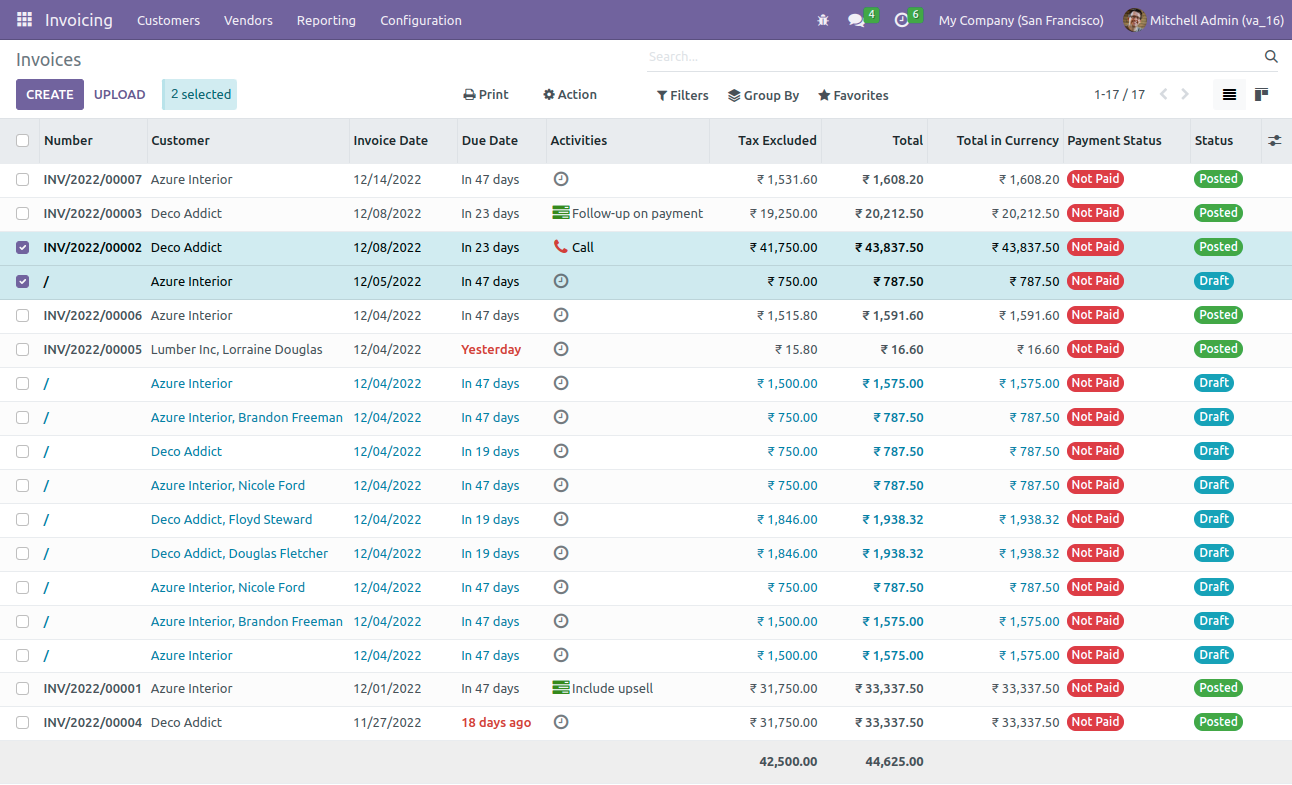 Invoicing Customers Vendors Reporting Configuration 4 6 My Company (San Francisco) Mitchell Admin (va_16)
Invoices Search...
CREATE UPLOAD 2 selected Print Action Filters Group By Favorites 1-17 / 17
Number Customer Invoice Date Due Date Activities Tax Excluded Total Total in Currency Payment Status Status
INV/2022/00007 Azure Interior 12/14/2022 In 47 days ₹ 1,531.60 ₹ 1,608.20 ₹ 1,608.20 Not Paid Posted
INV/2022/00003 Deco Addict 12/08/2022 In 23 days Follow-up on payment ₹ 19,250.00 ₹ 20,212.50 ₹ 20,212.50 Not Paid Posted
INV/2022/00002 Deco Addict 12/08/2022 In 23 days Call ₹ 41,750.00 ₹ 43,837.50 ₹ 43,837.50 Not Paid Posted
/ Azure Interior 12/05/2022 In 47 days ₹ 750.00 ₹ 787.50 ₹ 787.50 Not Paid Draft
INV/2022/00006 Azure Interior 12/04/2022 In 47 days ₹ 1,515.80 ₹ 1,591.60 ₹ 1,591.60 Not Paid Posted
INV/2022/00005 Lumber Inc, Lorraine Douglas 12/04/2022 Yesterday ₹ 15.80 ₹ 16.60 ₹ 16.60 Not Paid Posted
/ Azure Interior 12/04/2022 In 47 days ₹ 1,500.00 ₹ 1,575.00 ₹ 1,575.00 Not Paid Draft
/ Azure Interior, Brandon Freeman 12/04/2022 In 47 days ₹ 750.00 ₹ 787.50 ₹ 787.50 Not Paid Draft
/ Deco Addict 12/04/2022 In 19 days ₹ 750.00 ₹ 787.50 ₹ 787.50 Not Paid Draft
/ Azure Interior, Nicole Ford 12/04/2022 In 47 days ₹ 750.00 ₹ 787.50 ₹ 787.50 Not Paid Draft
/ Deco Addict, Floyd Steward 12/04/2022 In 19 days ₹ 1,846.00 ₹ 1,938.32 ₹ 1,938.32 Not Paid Draft
/ Deco Addict, Douglas Fletcher 12/04/2022 In 19 days ₹ 1,846.00 ₹ 1,938.32 ₹ 1,938.32 Not Paid Draft
/ Azure Interior, Nicole Ford 12/04/2022 In 47 days ₹ 750.00 ₹ 787.50 ₹ 787.50 Not Paid Draft
/ Azure Interior, Brandon Freeman 12/04/2022 In 47 days ₹ 1,500.00 ₹ 1,575.00 ₹ 1,575.00 Not Paid Draft
/ Azure Interior 12/04/2022 In 47 days ₹ 1,500.00 ₹ 1,575.00 ₹ 1,575.00 Not Paid Draft
INV/2022/00001 Azure Interior 12/01/2022 In 47 days Include upsell ₹ 31,750.00 ₹ 33,337.50 ₹ 33,337.50 Not Paid Posted
INV/2022/00004 Deco Addict 11/27/2022 18 days ago ₹ 31,750.00 ₹ 33,337.50 ₹ 33,337.50 Not Paid Posted
42,500.00 44,625.00